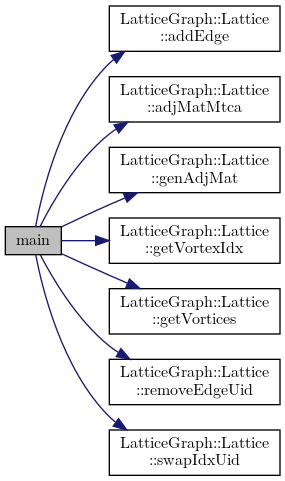 LatticeGraph::Lattice
::addEdge
LatticeGraph::Lattice
::adjMatMtca
LatticeGraph::Lattice
::genAdjMat
main
LatticeGraph::Lattice
::getVortexIdx
LatticeGraph::Lattice
::getVortices
LatticeGraph::Lattice
::removeEdgeUid
LatticeGraph::Lattice
::swapIdxUid